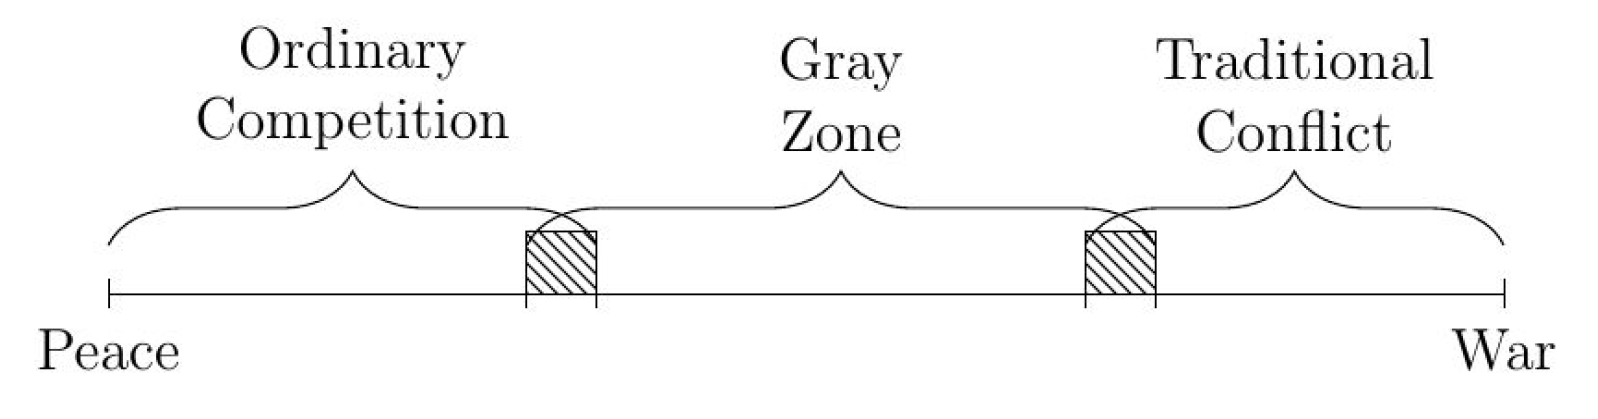 Ordinary
Competition
Gray
Zone
Traditional
Conflict
Peace
War